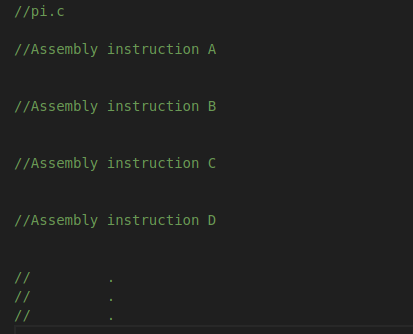 //pi.c
//Assembly instruction A
//Assembly instruction B
//Assembly instruction C
//Assembly instruction D
//         .
//         .
//         .